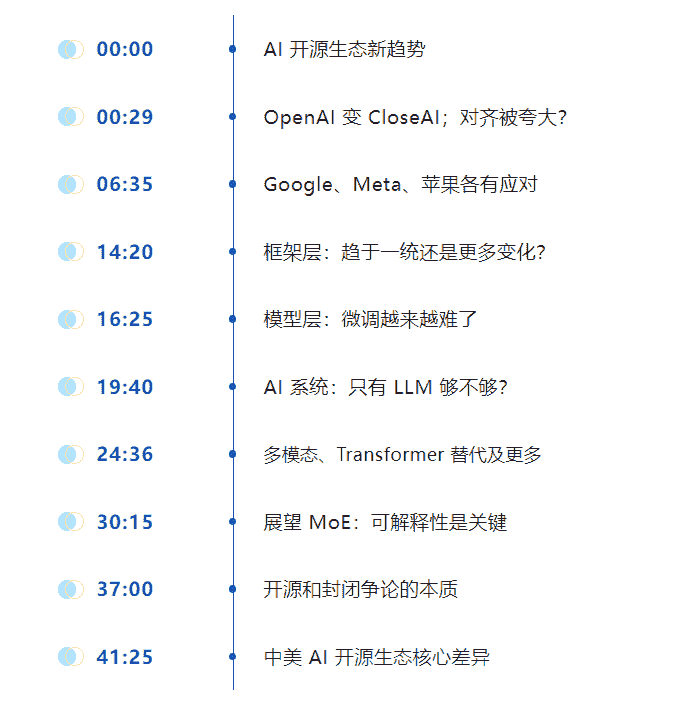 00:00 AI 开源生态新趋势
00:29 OpenAI 变 CloseAI；对齐被夸大？
06:35 Google、Meta、苹果各有应对
14:20 框架层：趋于一统还是更多变化？
16:25 模型层：微调越来越难了
19:40 AI 系统：只有 LLM 够不够？
24:36 多模态、Transformer 替代及更多
30:15 展望 MoE：可解释性是关键
37:00 开源和封闭争论的本质
41:25 中美 AI 开源生态核心差异